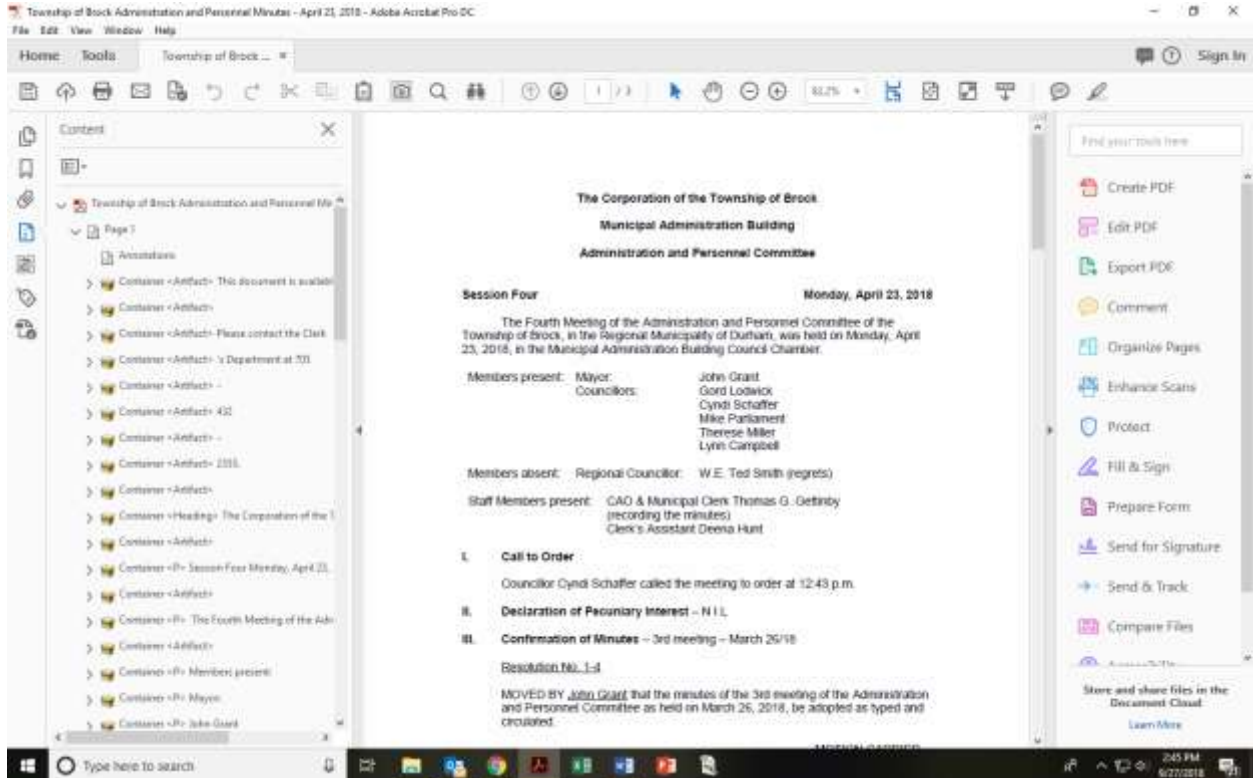 Township of Brock Administration and Personnel Minutes - April 23, 2018 - Adobe Acrobat Pro DC
File Edit View Window Help
Home Tools Township of Brock ... Sign In
1 / 3
Content
Township of Brock Administration and Personnel Me
Page 1
Annotations
Container <Artifact> This document is availabl
Container <Artifact>
Container <Artifact> Please contact the Clerk
Container <Artifact> 's Department at 705
Container <Artifact> -
Container <Artifact> 432
Container <Artifact> -
Container <Artifact> 2355.
Container <Artifact>
Container <Heading> The Corporation of the T
Container <Artifact>
Container <P> Session Four Monday, April 23,
Container <Artifact>
Container <P> The Fourth Meeting of the Adm
Container <Artifact>
Container <P> Members present:
Container <P> Mayor:
Container <P> John Grant
The Corporation of the Township of Brock
Municipal Administration Building
Administration and Personnel Committee
Session Four Monday, April 23, 2018
The Fourth Meeting of the Administration and Personnel Committee of the
Township of Brock, in the Regional Municipality of Durham, was held on Monday, April
23, 2018, in the Municipal Administration Building Council Chamber.
Members present: Mayor: John Grant
Councillors: Gord Lodwick
Cyndi Schaffer
Mike Parliament
Therese Miller
Lynn Campbell
Members absent: Regional Councillor: W.E. Ted Smith (regrets)
Staff Members present: CAO & Municipal Clerk Thomas G. Gettinby
(recording the minutes)
Clerk's Assistant Deena Hunt
I. Call to Order
Councillor Cyndi Schaffer called the meeting to order at 12:43 p.m.
II. Declaration of Pecuniary Interest – N I L
III. Confirmation of Minutes – 3rd meeting – March 26/18
Resolution No. 1-4
MOVED BY John Grant that the minutes of the 3rd meeting of the Administration
and Personnel Committee as held on March 26, 2018, be adopted as typed and
circulated.
MOTION CARRIED
Find your tools here
Create PDF
Edit PDF
Export PDF
Comment
Organize Pages
Enhance Scans
Protect
Fill & Sign
Prepare Form
Send for Signature
Send & Track
Compare Files
Accessibility
Store and share files in the
Document Cloud
Learn More
Type here to search
2:45 PM
6/27/2018